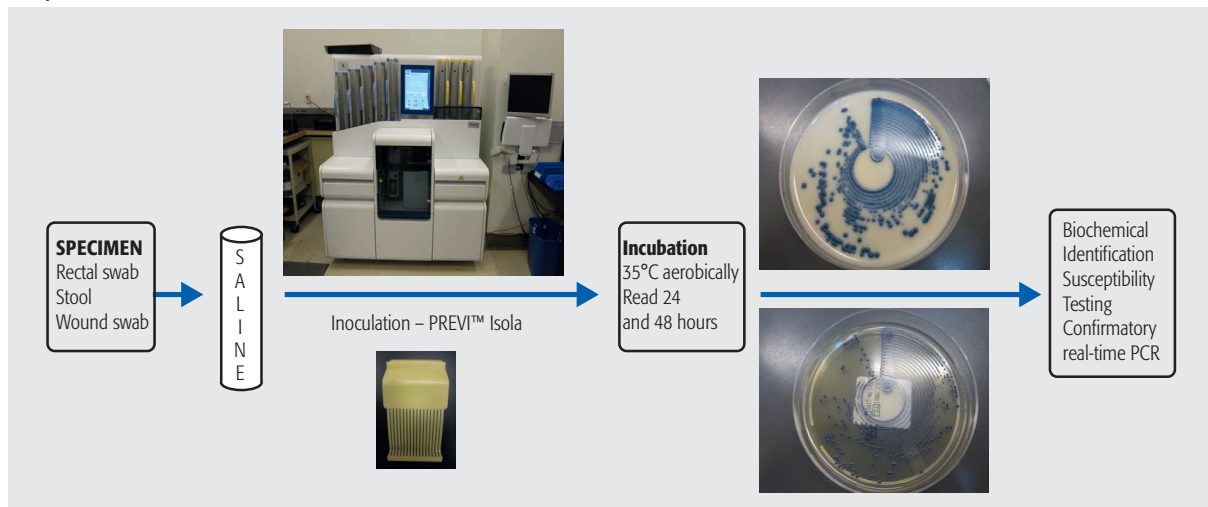 SPECIMEN
Rectal swab
Stool
Wound swab
S
A
L
I
N
E
Inoculation – PREVI™ Isola
Incubation
35°C aerobically
Read 24
and 48 hours
Biochemical
Identification
Susceptibility
Testing
Confirmatory
real-time PCR